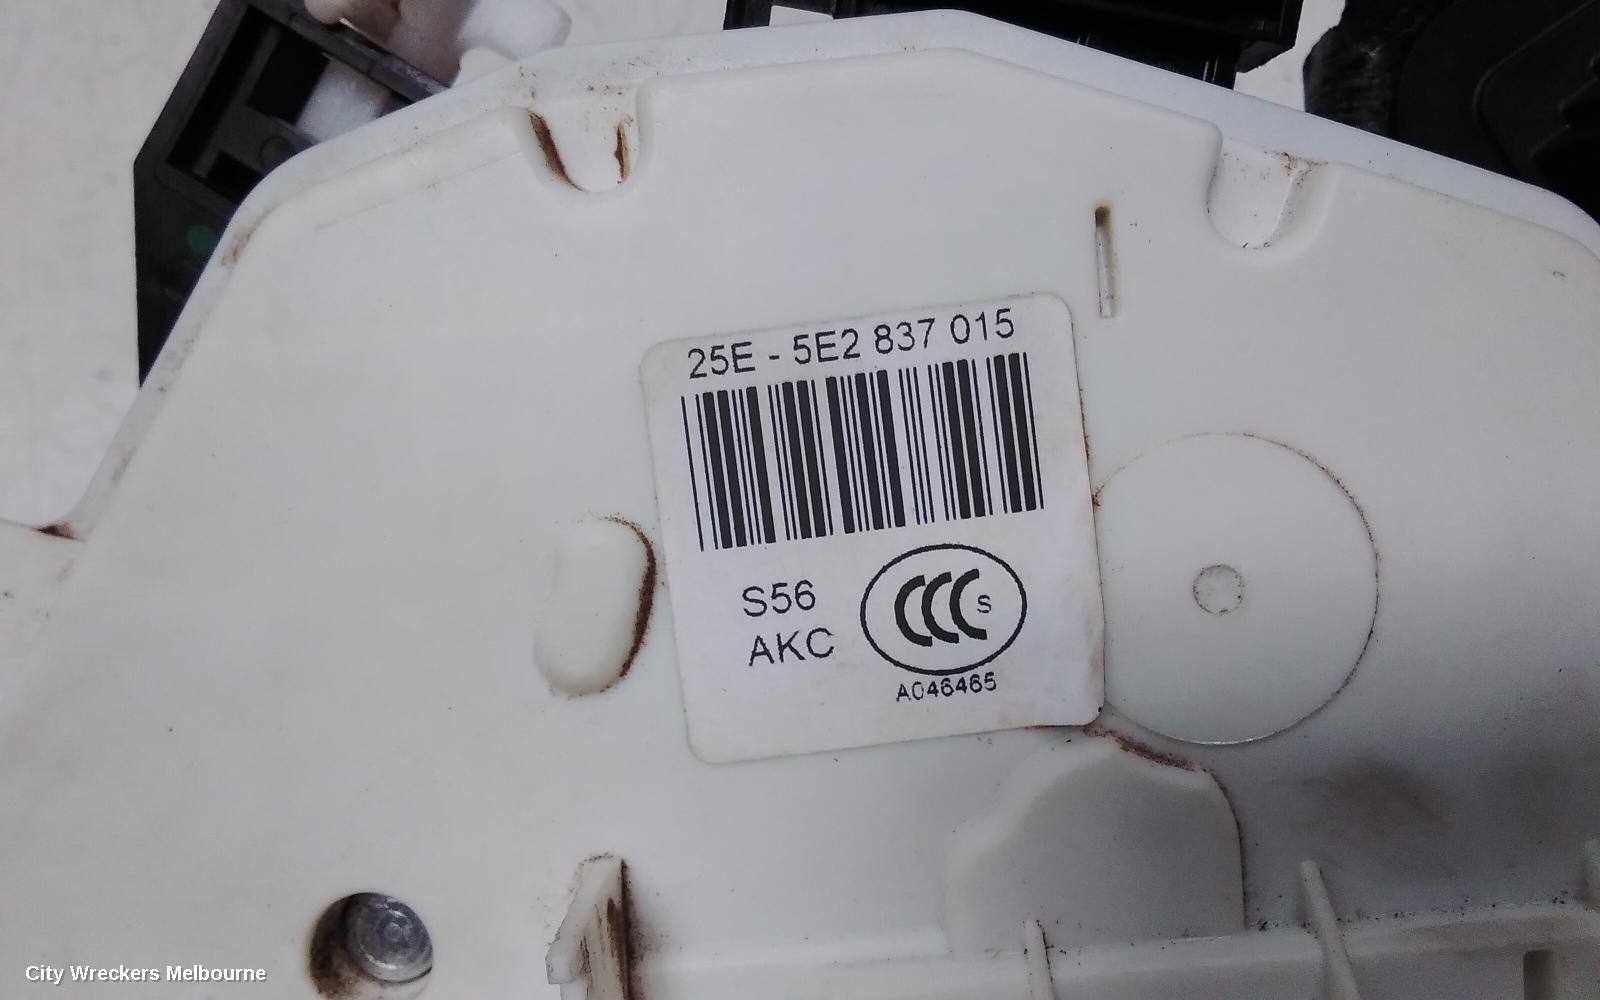 25E - 5E2 837 015
S56
AKC
CCC S
A046465
City Wreckers Melbourne